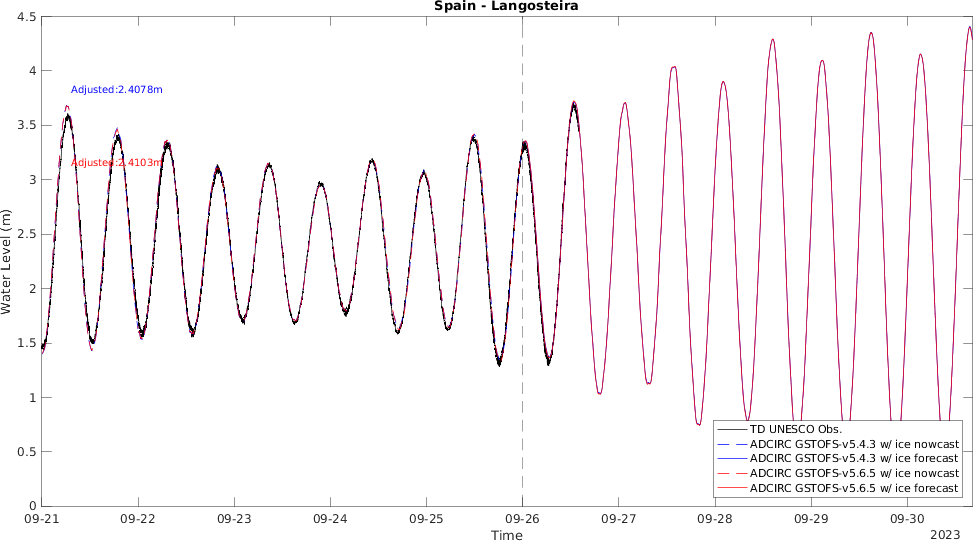 Spain - Langosteira
4.5
4
3.5
3
2.5
2
1.5
1
0.5
0
Water Level (m)
Adjusted:2.4078m
Adjusted:2.4103m
TD UNESCO Obs.
ADCIRC GSTOFS-v5.4.3 w/ ice nowcast
ADCIRC GSTOFS-v5.4.3 w/ ice forecast
ADCIRC GSTOFS-v5.6.5 w/ ice nowcast
ADCIRC GSTOFS-v5.6.5 w/ ice forecast
09-21 09-22 09-23 09-24 09-25 09-26 09-27 09-28 09-29 09-30
Time
2023